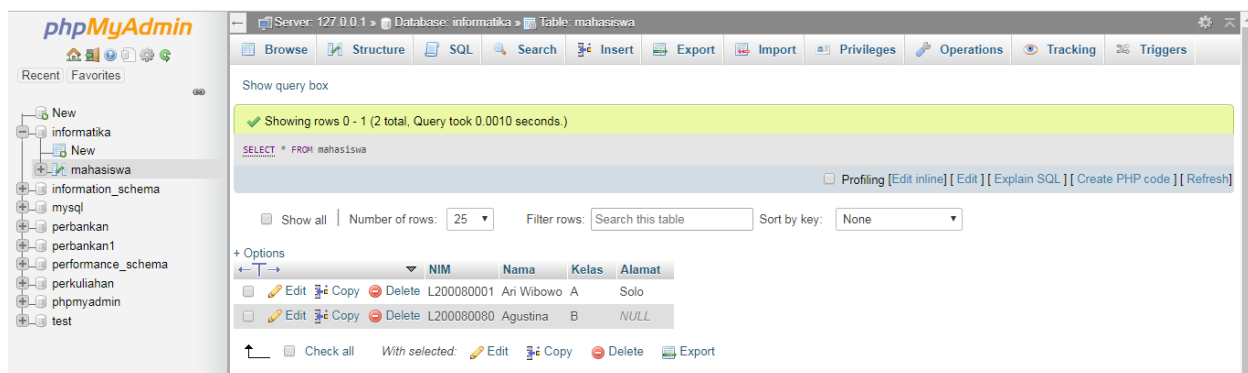 phpMyAdmin
Recent Favorites
New
informatika
New
mahasiswa
information_schema
mysql
perbankan
perbankan1
performance_schema
perkuliahan
phpmyadmin
test
Server: 127.0.0.1 » Database: informatika » Table: mahasiswa
Browse Structure SQL Search Insert Export Import Privileges Operations Tracking Triggers
Show query box
Showing rows 0 - 1 (2 total, Query took 0.0010 seconds.)
SELECT * FROM mahasiswa
Profiling [Edit inline] [ Edit ] [ Explain SQL ] [ Create PHP code ] [ Refresh]
Show all | Number of rows: 25 Filter rows: Search this table Sort by key: None
+ Options
←T→ NIM Nama Kelas Alamat
Edit Copy Delete L200080001 Ari Wibowo A Solo
Edit Copy Delete L200080080 Agustina B NULL
Check all With selected: Edit Copy Delete Export